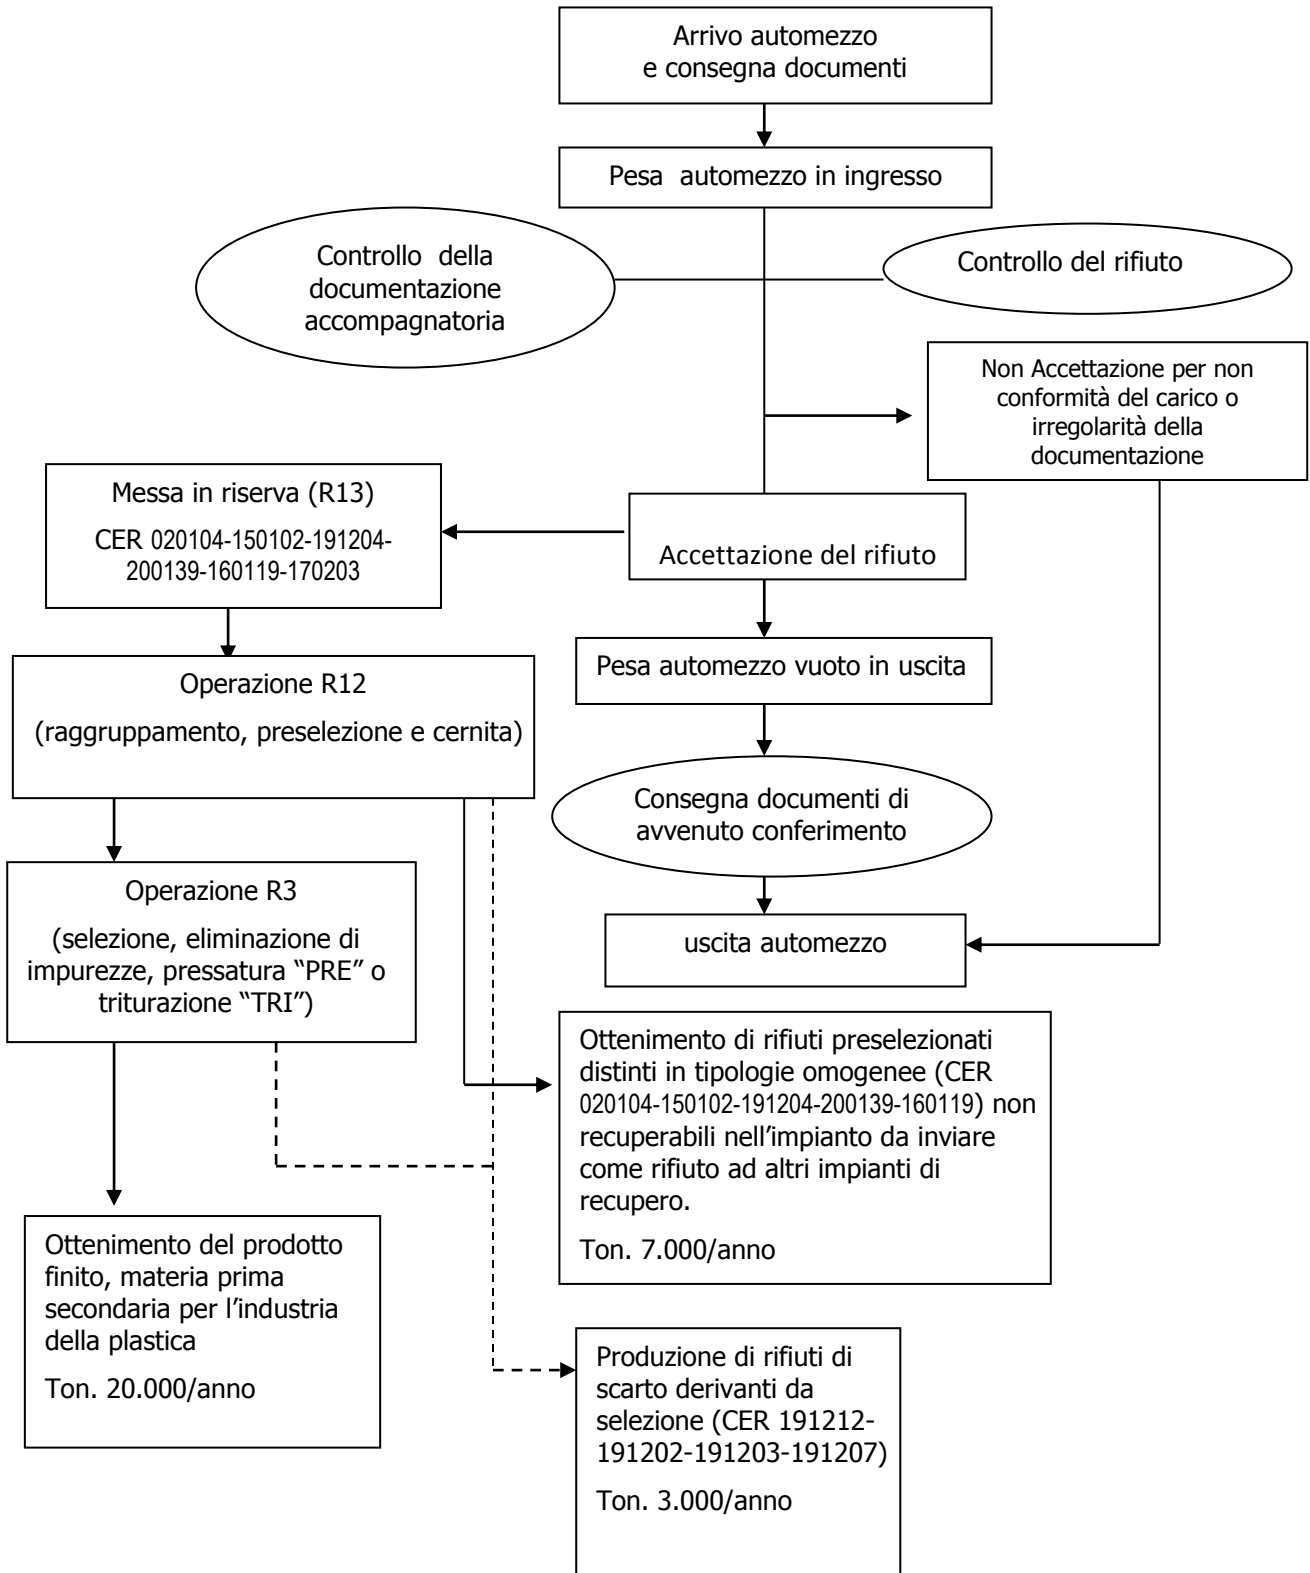 Arrivo automezzo
e consegna documenti
Pesa automezzo in ingresso
Controllo della
documentazione
accompagnatoria
Controllo del rifiuto
Non Accettazione per non
conformità del carico o
irregolarità della
documentazione
Messa in riserva (R13)
CER 020104-150102-191204-
200139-160119-170203
Accettazione del rifiuto
Operazione R12
(raggruppamento, preselezione e cernita)
Pesa automezzo vuoto in uscita
Consegna documenti di
avvenuto conferimento
Operazione R3
(selezione, eliminazione di
impurezze, pressatura “PRE” o
triturazione “TRI”)
uscita automezzo
Ottenimento di rifiuti preselezionati
distinti in tipologie omogenee (CER
020104-150102-191204-200139-160119) non
recuperabili nell’impianto da inviare
come rifiuto ad altri impianti di
recupero.
Ton. 7.000/anno
Ottenimento del prodotto
finito, materia prima
secondaria per l’industria
della plastica
Ton. 20.000/anno
Produzione di rifiuti di
scarto derivanti da
selezione (CER 191212-
191202-191203-191207)
Ton. 3.000/anno